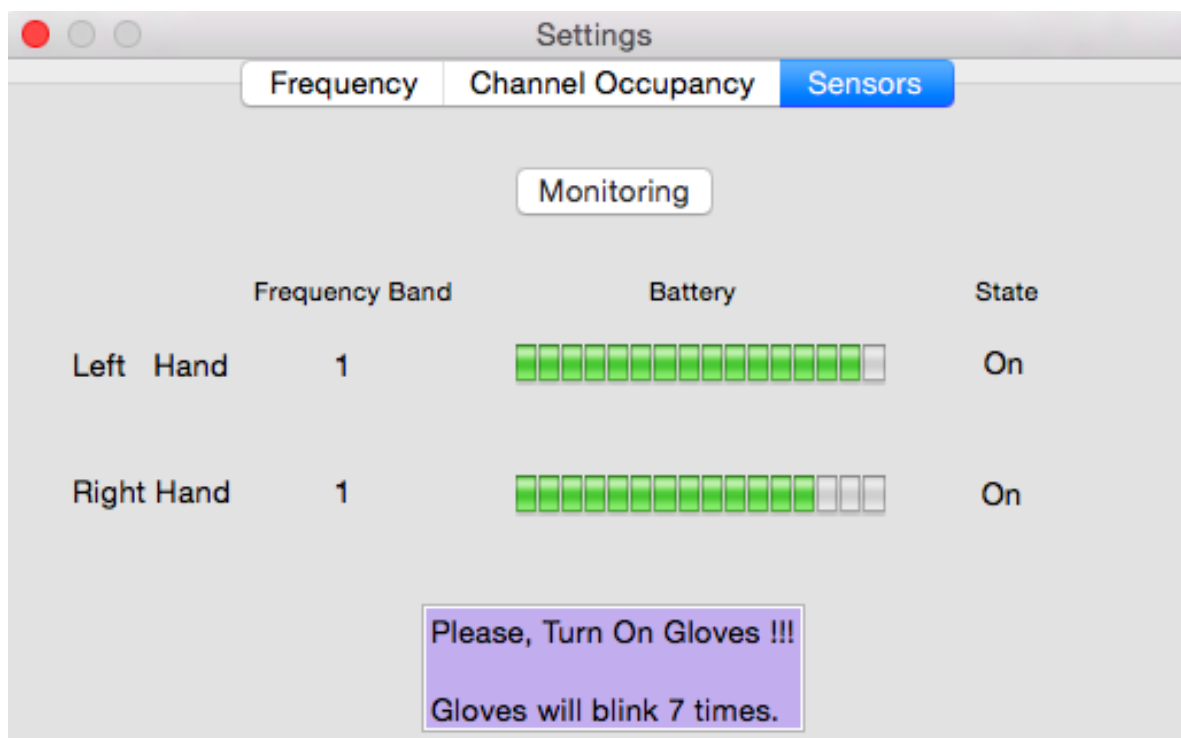 Settings
Frequency Channel Occupancy Sensors
Monitoring
Frequency Band Battery State
Left Hand 1 On
Right Hand 1 On
Please, Turn On Gloves !!!
Gloves will blink 7 times.